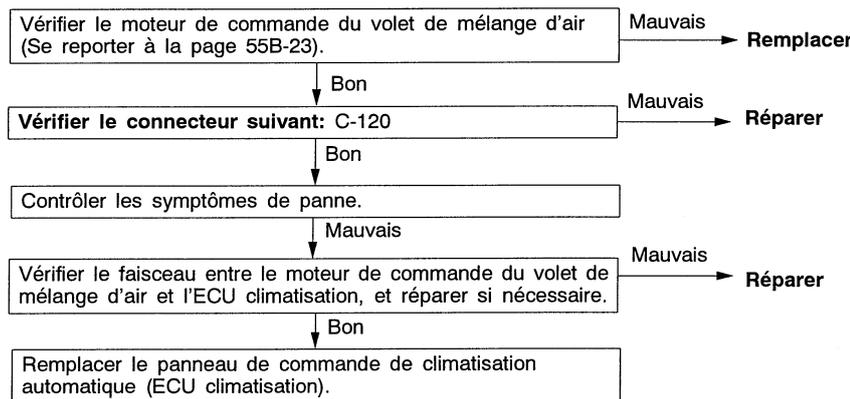 Vérifier le moteur de commande du volet de mélange d'air
(Se reporter à la page 55B-23).
Mauvais
Remplacer
Bon
Vérifier le connecteur suivant: C-120
Mauvais
Réparer
Bon
Contrôler les symptômes de panne.
Mauvais
Vérifier le faisceau entre le moteur de commande du volet de
mélange d'air et l'ECU climatisation, et réparer si nécessaire.
Mauvais
Réparer
Bon
Remplacer le panneau de commande de climatisation
automatique (ECU climatisation).